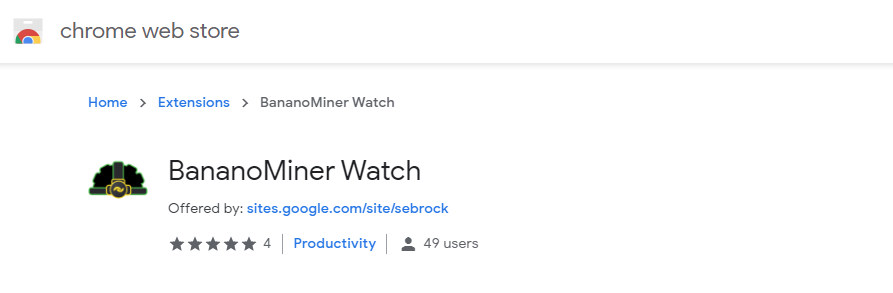 chrome web store
Home > Extensions > BananoMiner Watch
BananoMiner Watch
Offered by: sites.google.com/site/sebrock
★★★★★ 4 | Productivity | 49 users